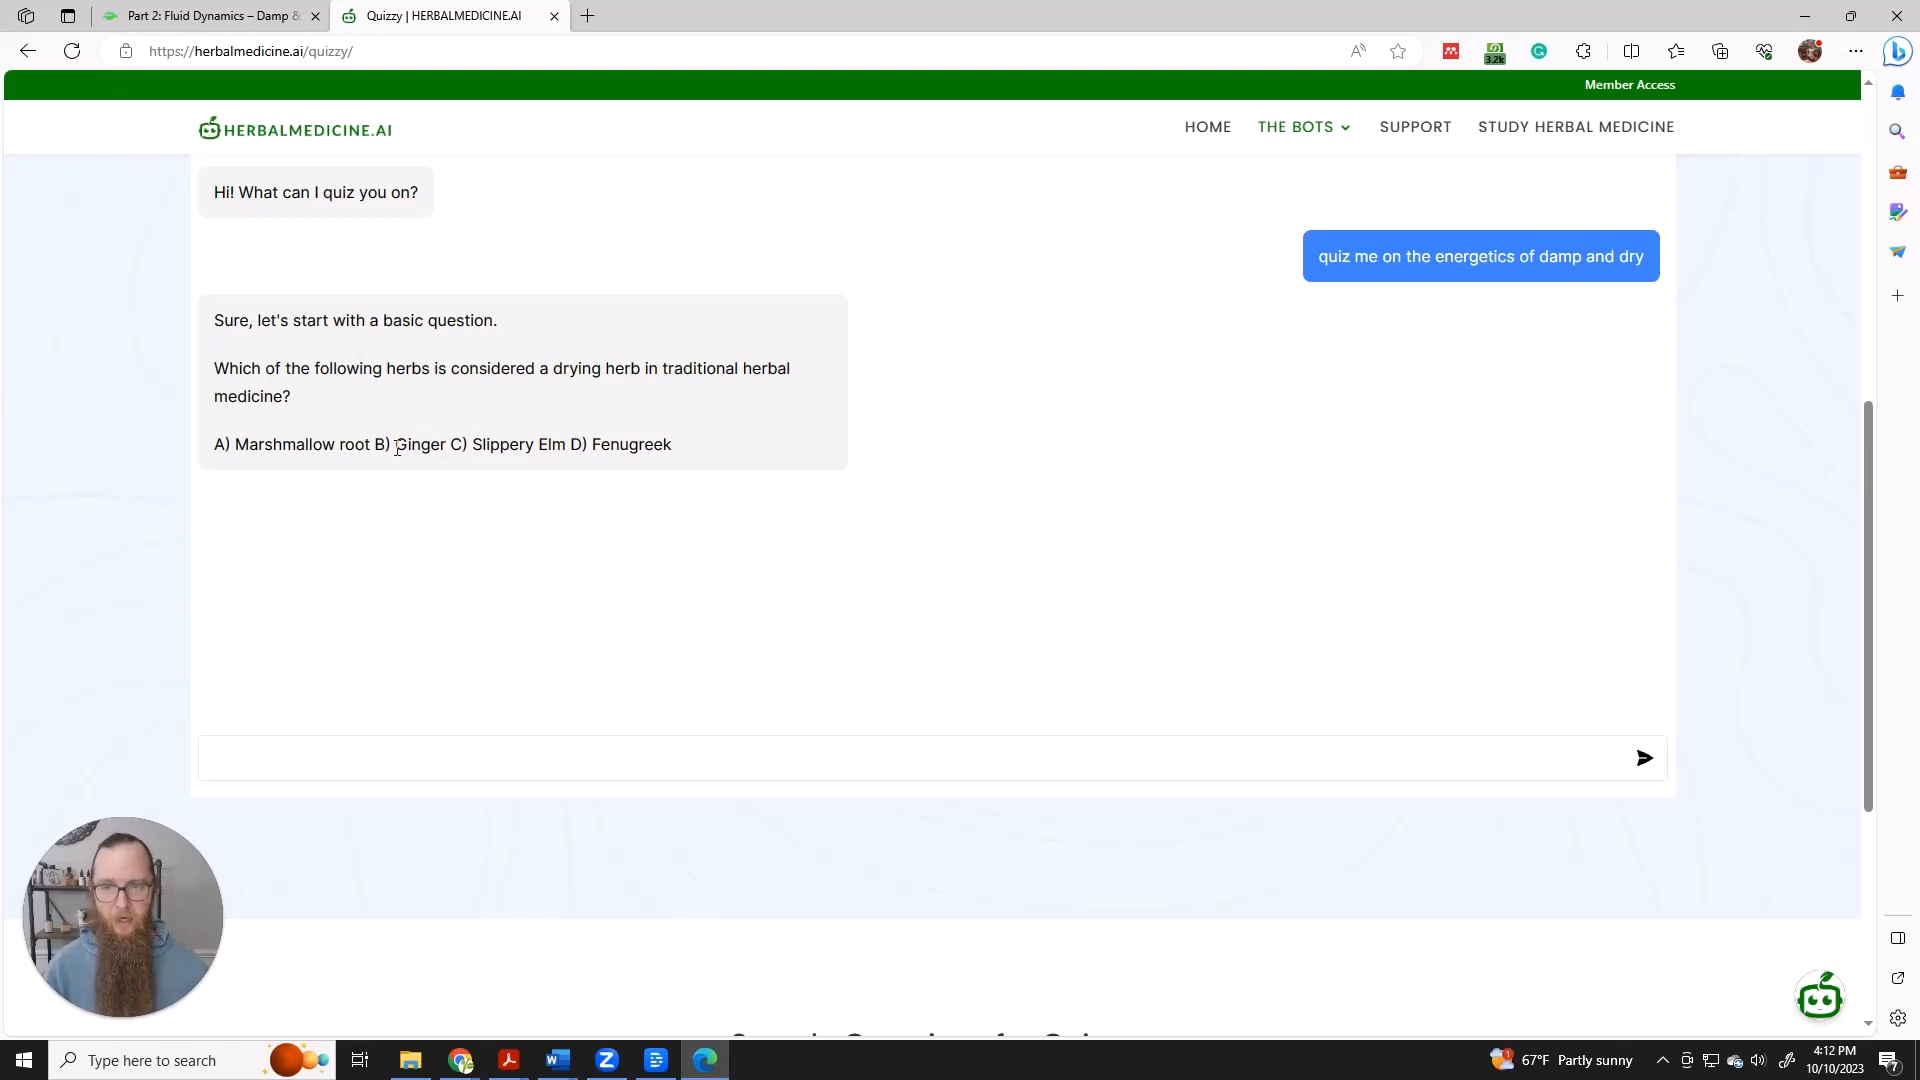 Part 2: Fluid Dynamics – Damp &
Quizzy | HERBALMEDICINE.AI
https://herbalmedicine.ai/quizzy/
3.2k
Member Access
HERBALMEDICINE.AI
HOME
THE BOTS
SUPPORT
STUDY HERBAL MEDICINE
Hi! What can I quiz you on?
quiz me on the energetics of damp and dry
Sure, let's start with a basic question.
Which of the following herbs is considered a drying herb in traditional herbal
medicine?
A) Marshmallow root B) Ginger C) Slippery Elm D) Fenugreek
Type here to search
67°F Partly sunny
4:12 PM
10/10/2023
7